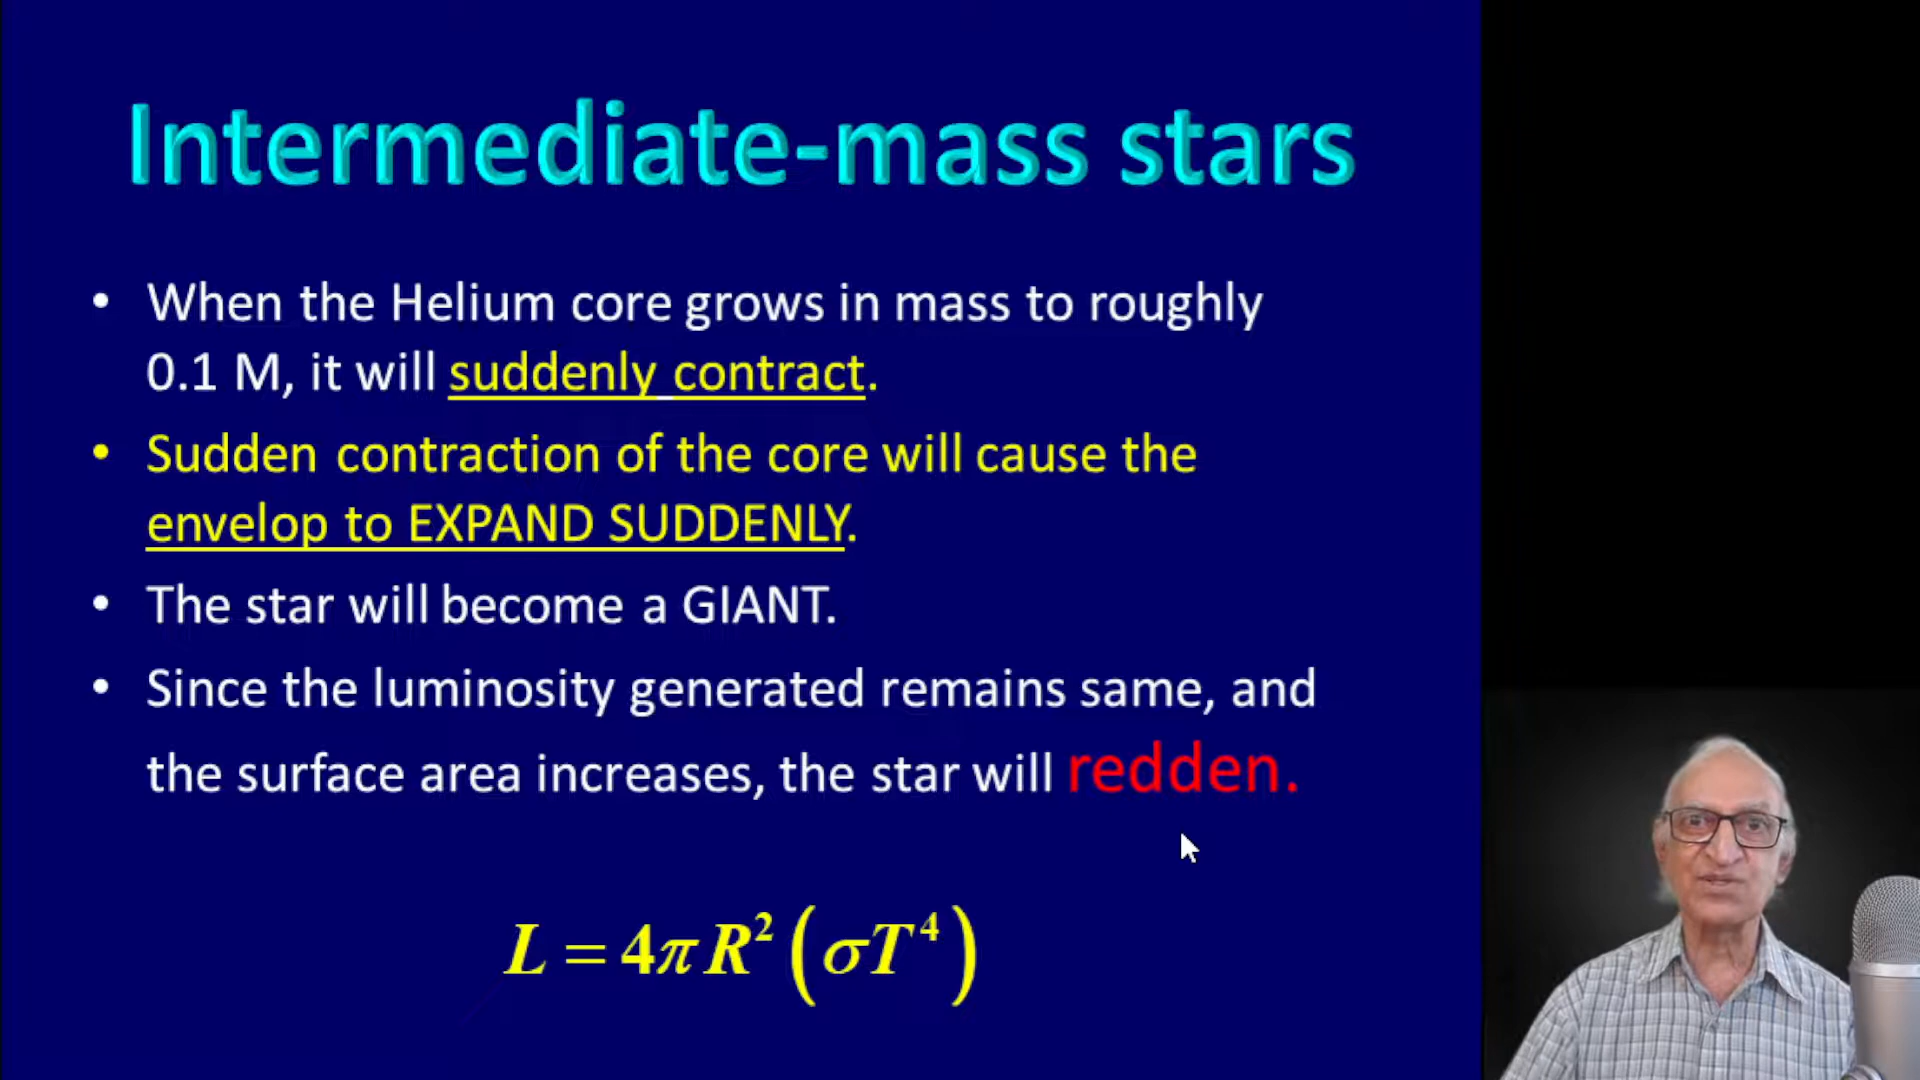 Intermediate-mass stars
• When the Helium core grows in mass to roughly
0.1 M, it will suddenly contract.
• Sudden contraction of the core will cause the
envelop to EXPAND SUDDENLY.
• The star will become a GIANT.
• Since the luminosity generated remains same, and
the surface area increases, the star will redden.
L = 4πR²(σT⁴)